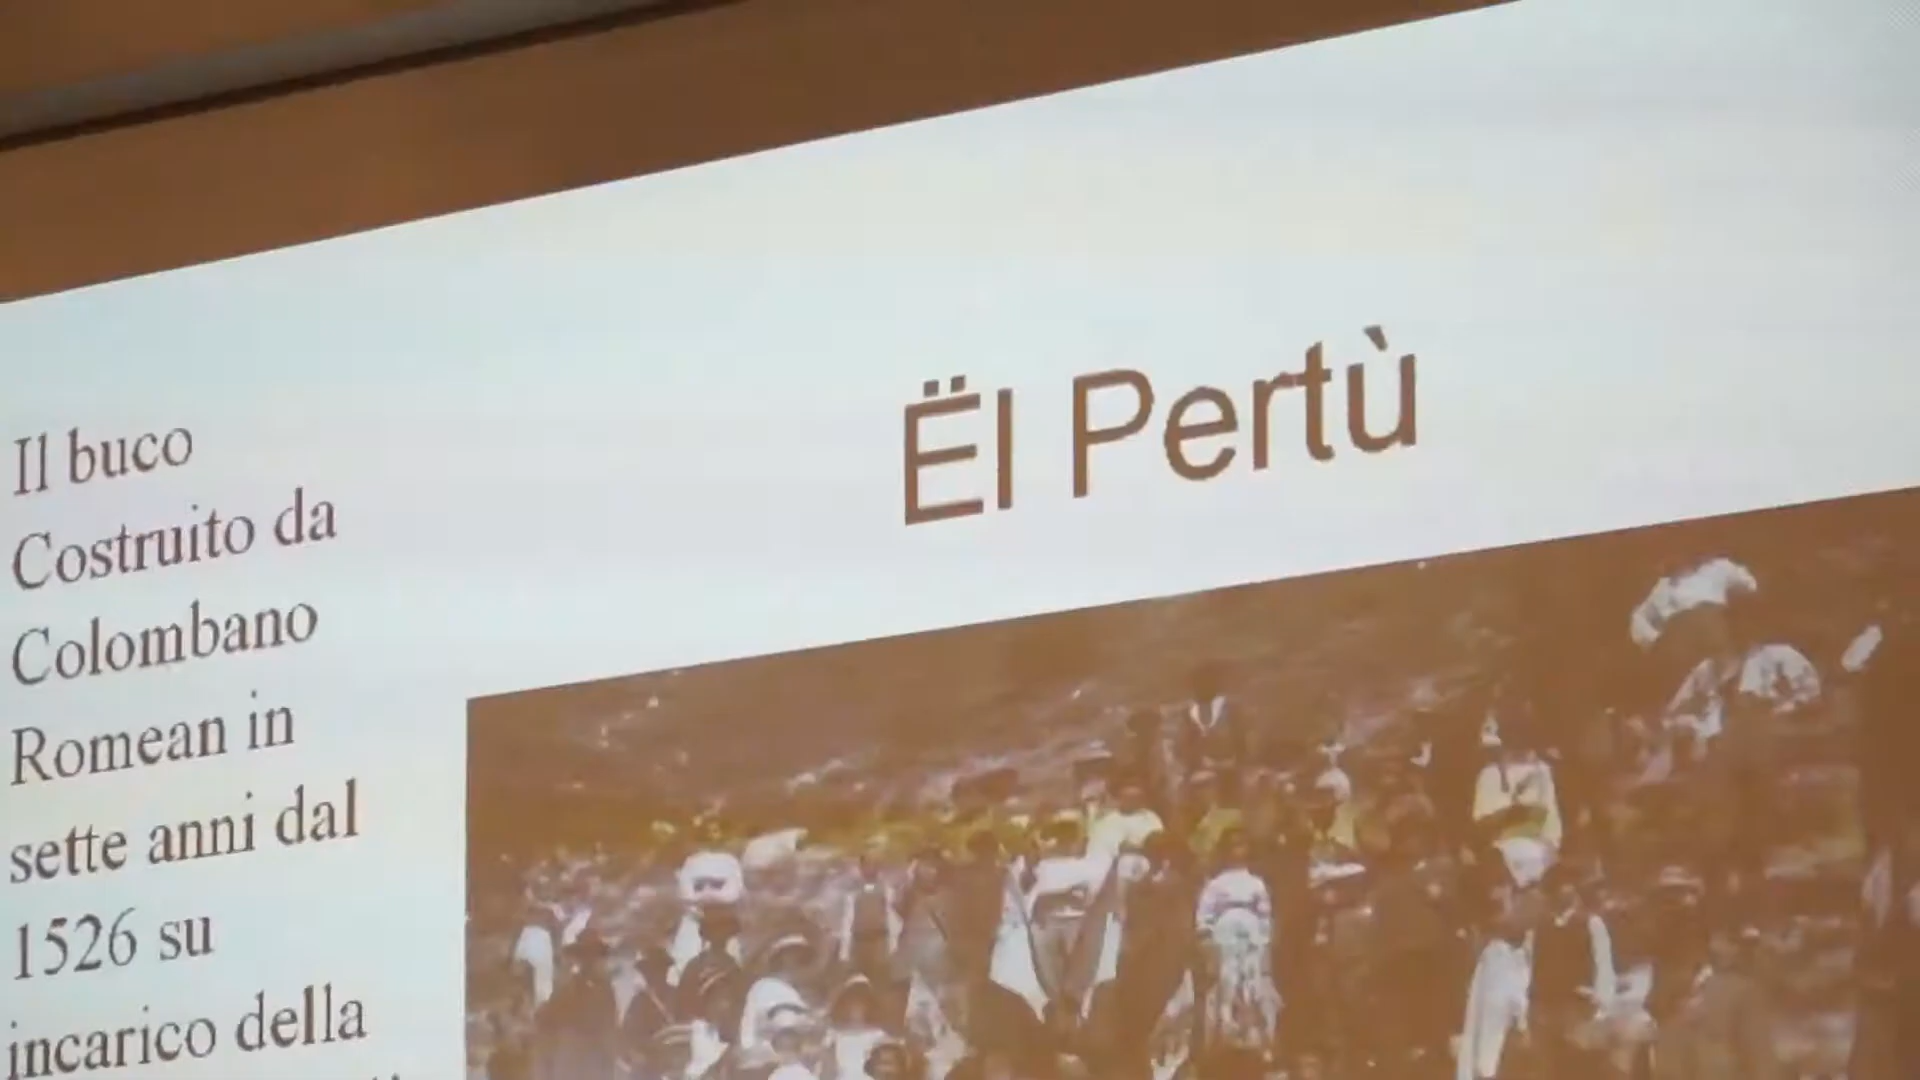 Ël Pertù
Il buco
Costruito da
Colombano
Romean in
sette anni dal
1526 su
incarico della